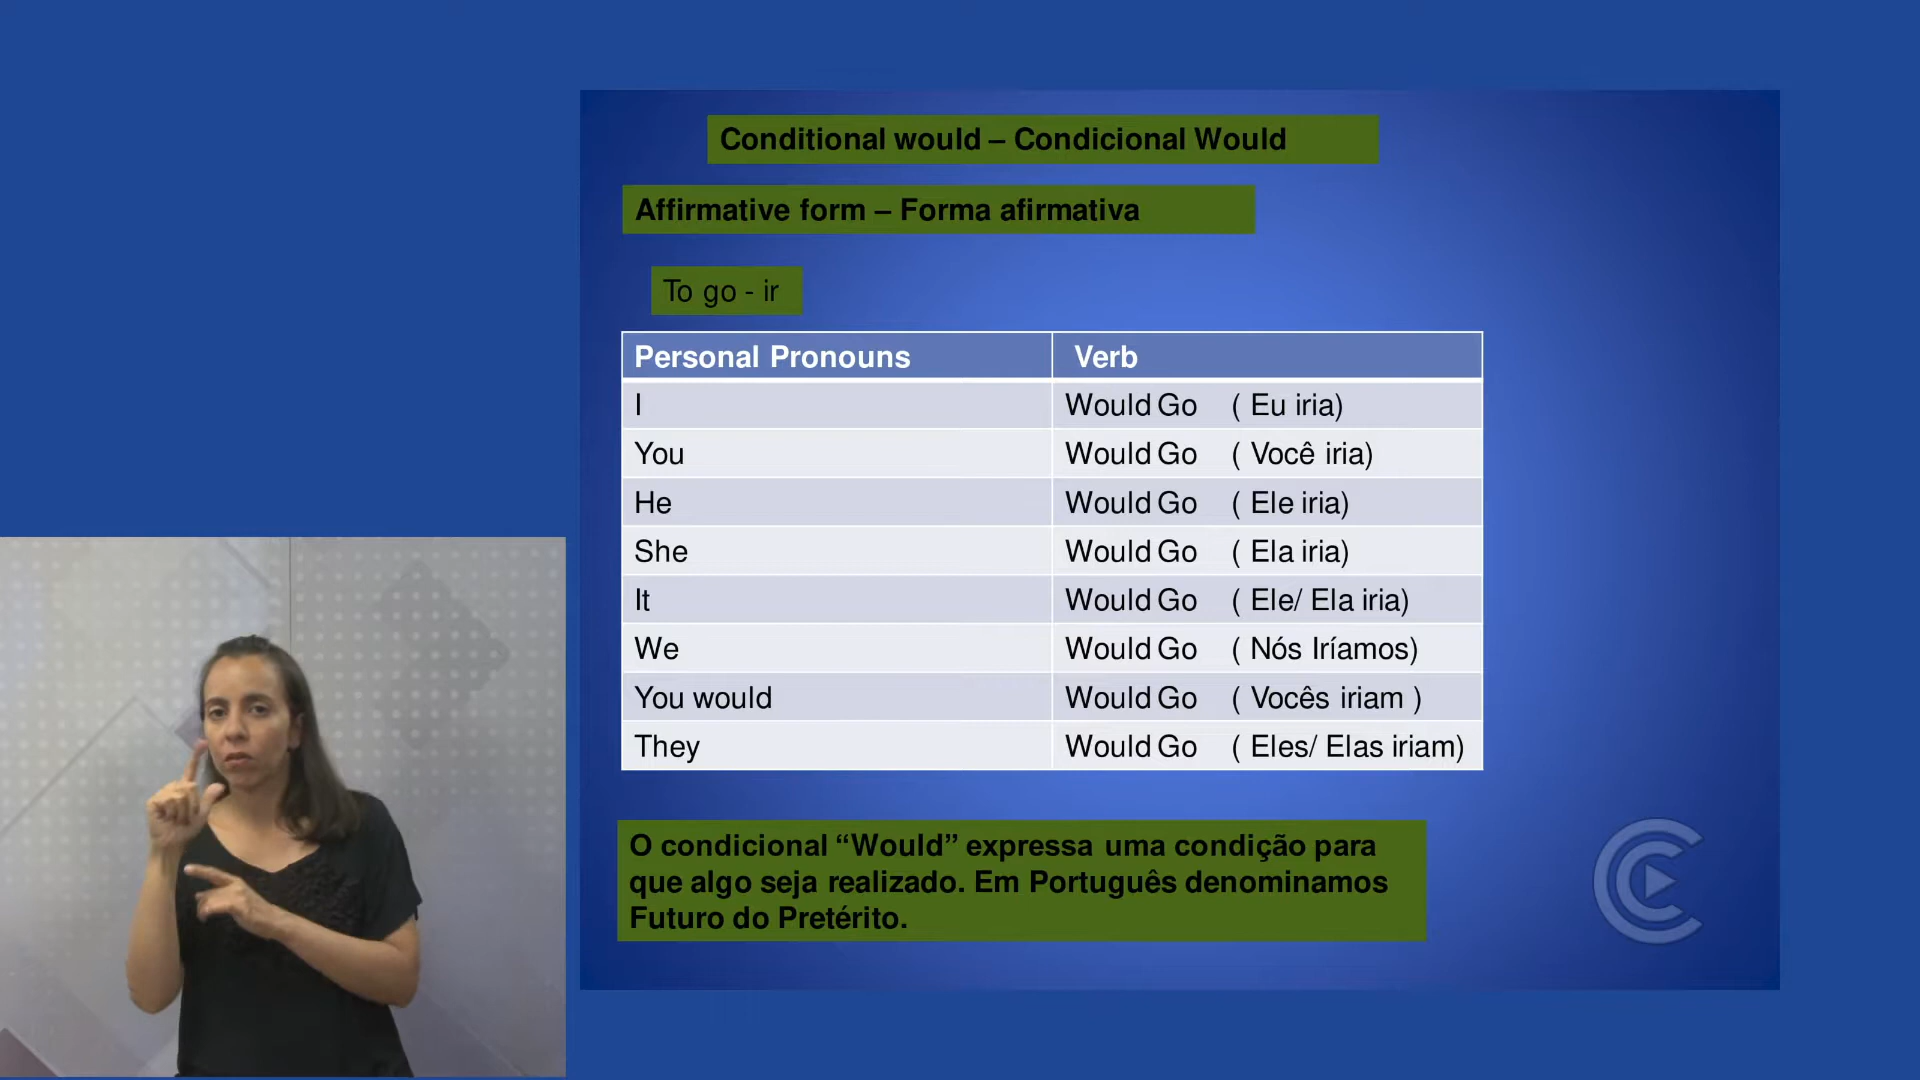 Conditional would – Condicional Would
Affirmative form – Forma afirmativa
To go - ir
Personal Pronouns Verb
I Would Go ( Eu iria)
You Would Go ( Você iria)
He Would Go ( Ele iria)
She Would Go ( Ela iria)
It Would Go ( Ele/ Ela iria)
We Would Go ( Nós Iríamos)
You would Would Go ( Vocês iriam )
They Would Go ( Eles/ Elas iriam)
O condicional “Would” expressa uma condição para
que algo seja realizado. Em Português denominamos
Futuro do Pretérito.